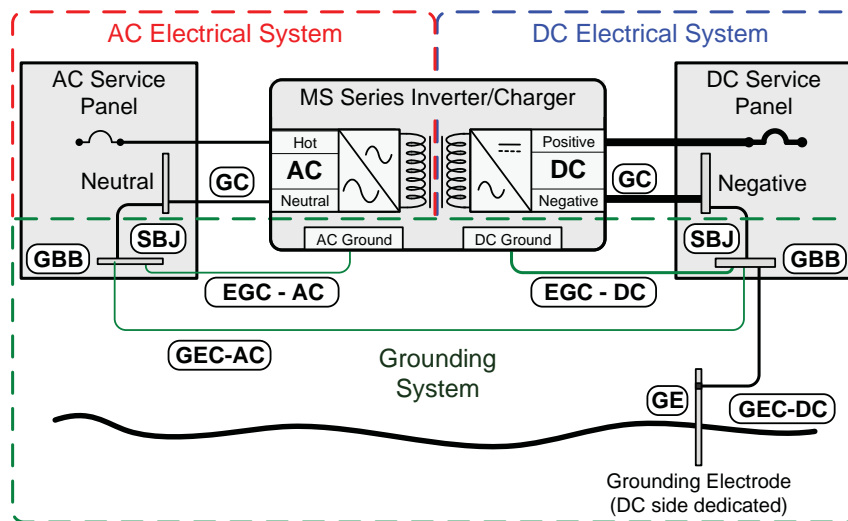 AC Electrical System
DC Electrical System
AC Service
Panel
MS Series Inverter/Charger
DC Service
Panel
Hot
AC
Neutral
Positive
DC
Negative
Neutral
GC
GC
Negative
SBJ
SBJ
GBB
GBB
AC Ground
DC Ground
EGC - AC
EGC - DC
GEC-AC
Grounding
System
GE
GEC-DC
Grounding Electrode
(DC side dedicated)